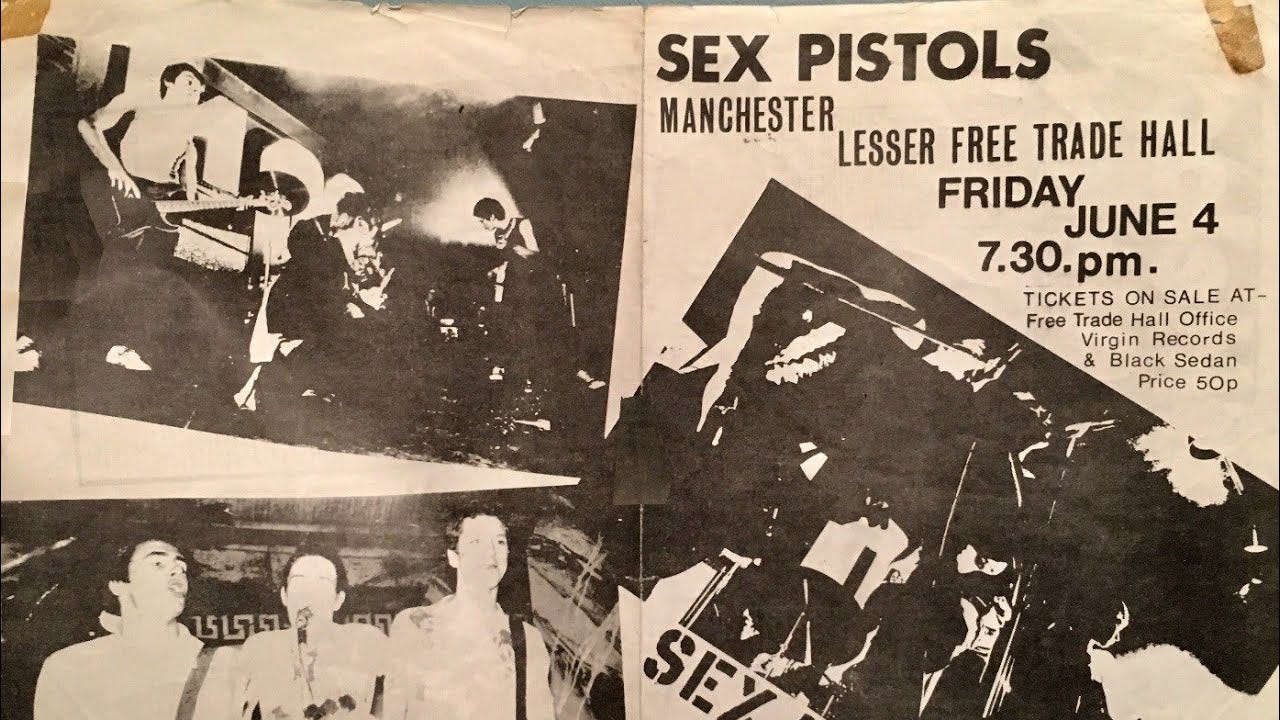 SEX PISTOLS
MANCHESTER
LESSER FREE TRADE HALL
FRIDAY
JUNE 4
7.30.pm.
TICKETS ON SALE AT-
Free Trade Hall Office
Virgin Records
& Black Sedan
Price 50p
SEX